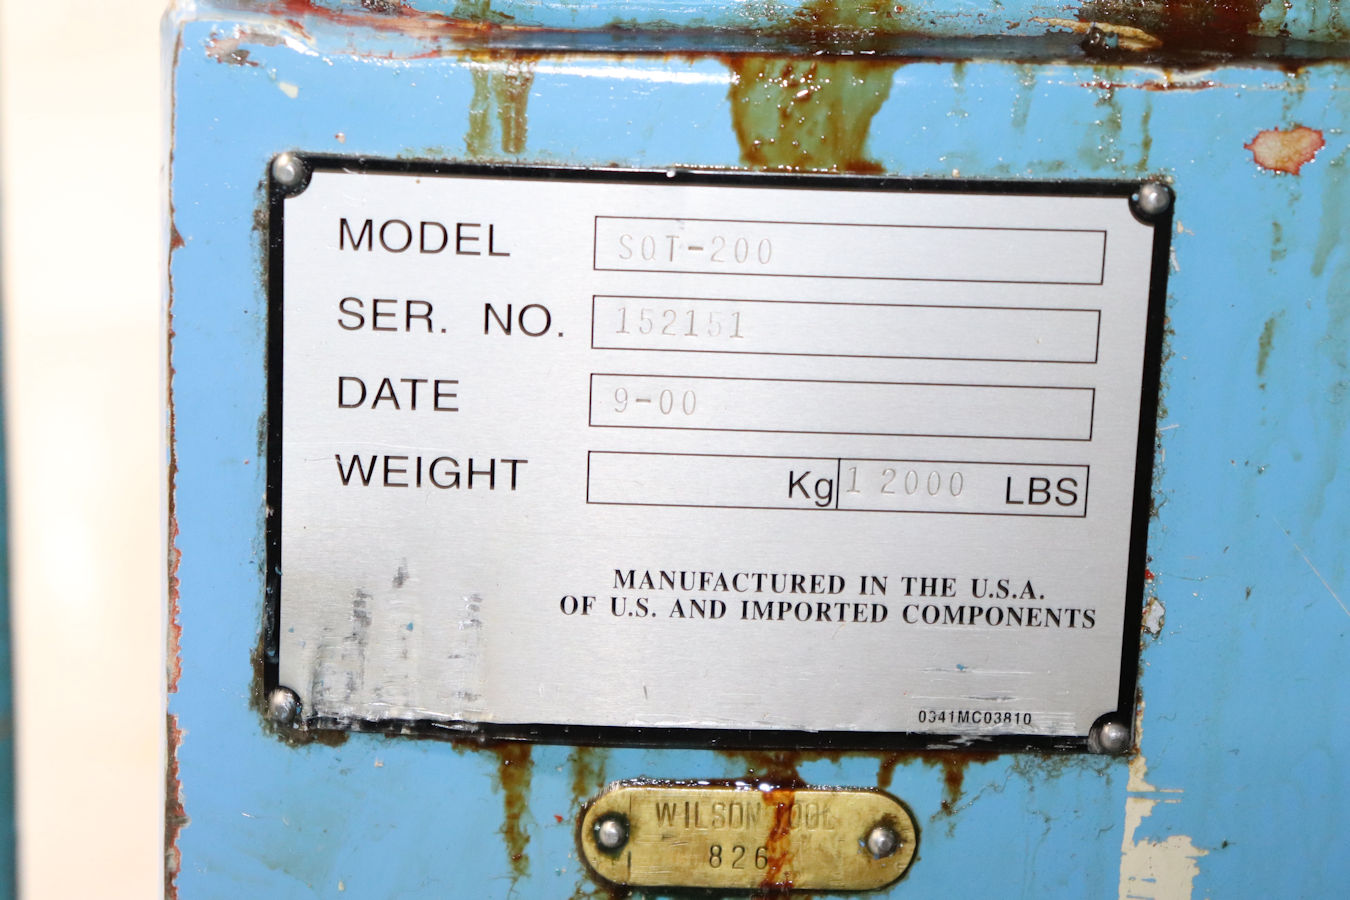 MODEL SQT-200
SER. NO. 152151
DATE 9-00
WEIGHT Kg 12000 LBS
MANUFACTURED IN THE U.S.A.
OF U.S. AND IMPORTED COMPONENTS
0341MC03810
WILSON TOOL
826